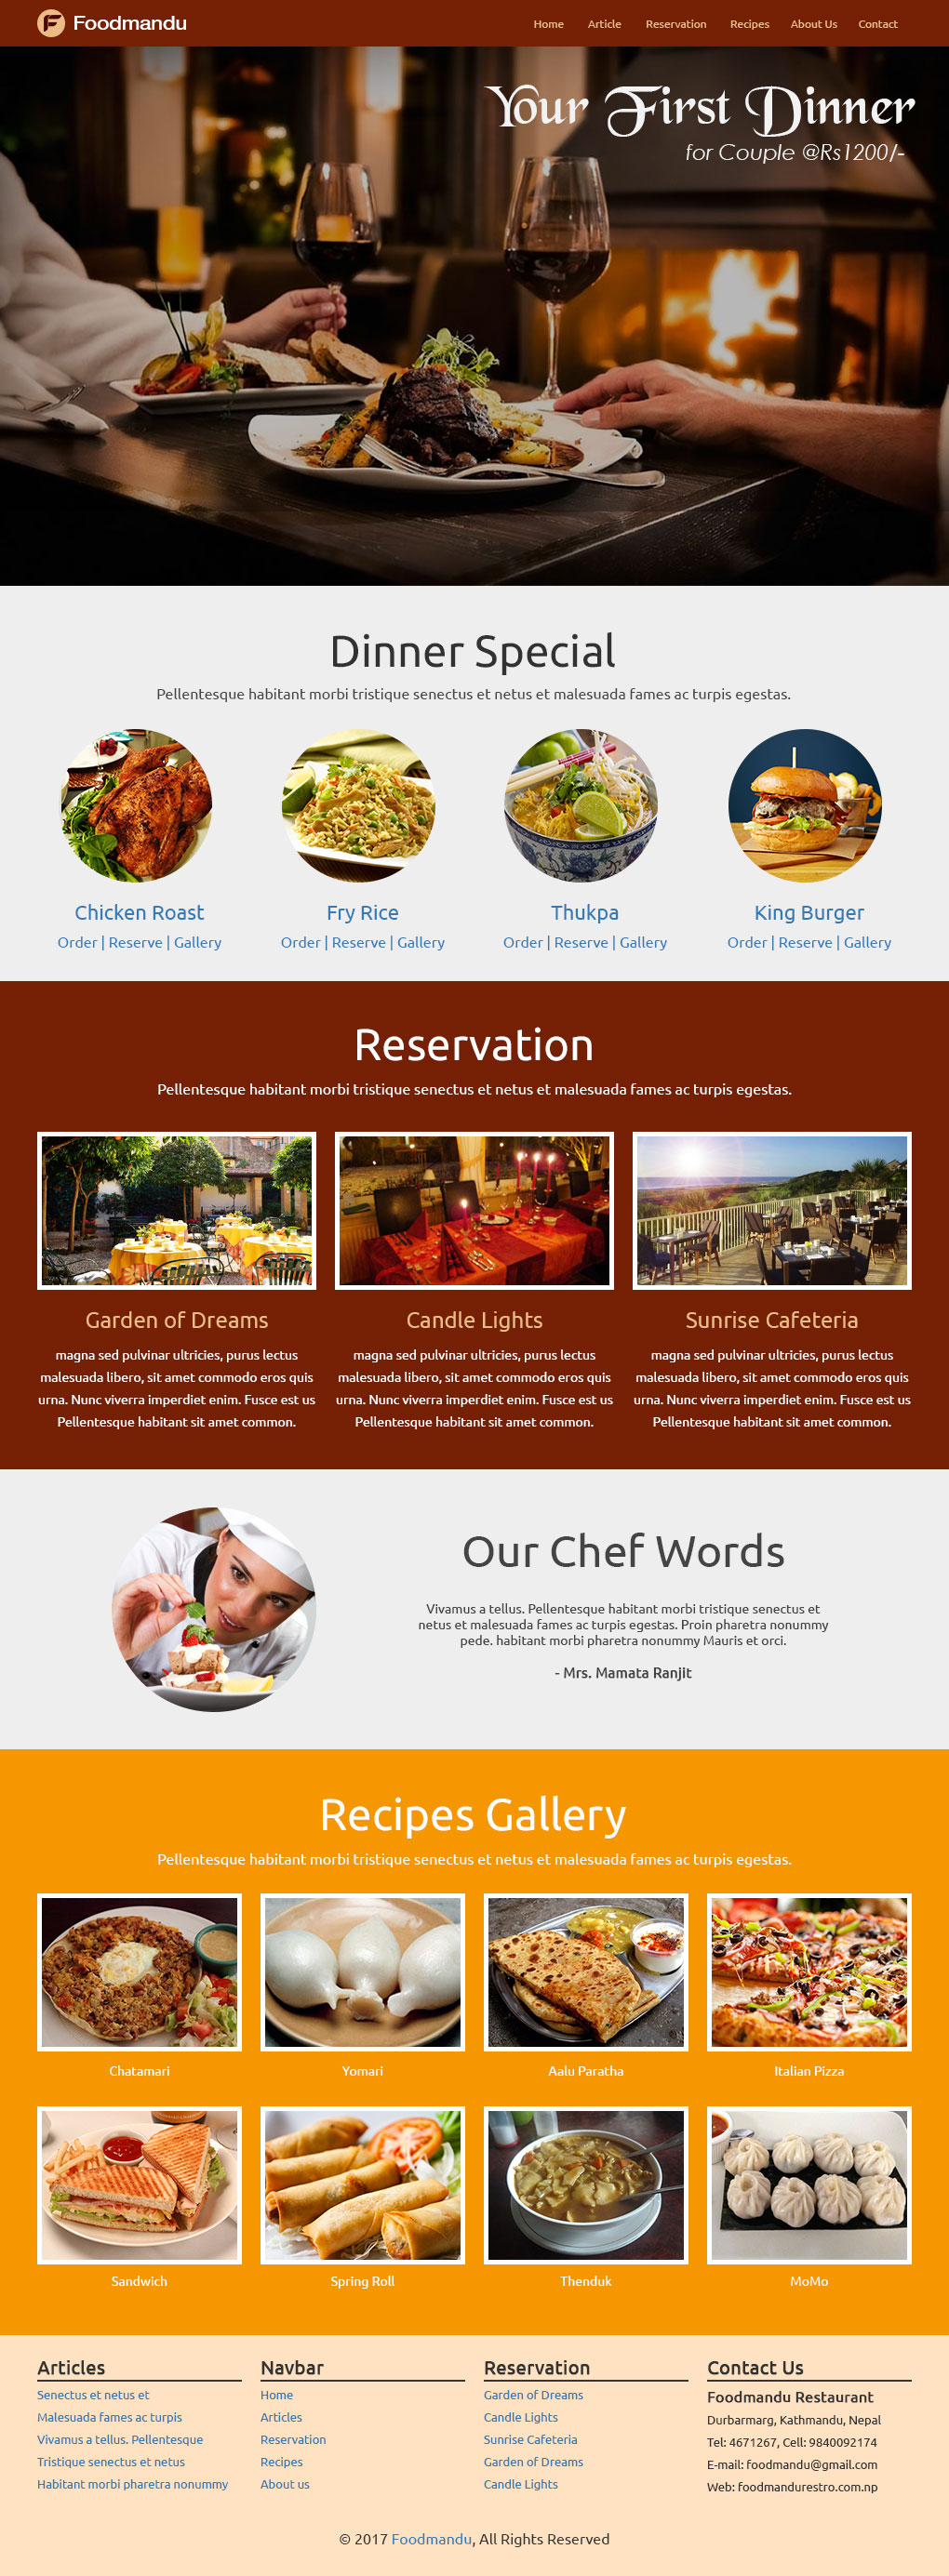 Foodmandu
Home Article Reservation Recipes About Us Contact
Your First Dinner
for Couple @Rs1200/-
Dinner Special
Pellentesque habitant morbi tristique senectus et netus et malesuada fames ac turpis egestas.
Chicken Roast
Order | Reserve | Gallery
Fry Rice
Order | Reserve | Gallery
Thukpa
Order | Reserve | Gallery
King Burger
Order | Reserve | Gallery
Reservation
Pellentesque habitant morbi tristique senectus et netus et malesuada fames ac turpis egestas.
Garden of Dreams
magna sed pulvinar ultricies, purus lectus
malesuada libero, sit amet commodo eros quis
urna. Nunc viverra imperdiet enim. Fusce est us
Pellentesque habitant sit amet common.
Candle Lights
magna sed pulvinar ultricies, purus lectus
malesuada libero, sit amet commodo eros quis
urna. Nunc viverra imperdiet enim. Fusce est us
Pellentesque habitant sit amet common.
Sunrise Cafeteria
magna sed pulvinar ultricies, purus lectus
malesuada libero, sit amet commodo eros quis
urna. Nunc viverra imperdiet enim. Fusce est us
Pellentesque habitant sit amet common.
Our Chef Words
Vivamus a tellus. Pellentesque habitant morbi tristique senectus et
netus et malesuada fames ac turpis egestas. Proin pharetra nonummy
pede. habitant morbi pharetra nonummy Mauris et orci.
- Mrs. Mamata Ranjit
Recipes Gallery
Pellentesque habitant morbi tristique senectus et netus et malesuada fames ac turpis egestas.
Chatamari
Yomari
Aalu Paratha
Italian Pizza
Sandwich
Spring Roll
Thenduk
MoMo
Articles
Senectus et netus et
Malesuada fames ac turpis
Vivamus a tellus. Pellentesque
Tristique senectus et netus
Habitant morbi pharetra nonummy
Navbar
Home
Articles
Reservation
Recipes
About us
Reservation
Garden of Dreams
Candle Lights
Sunrise Cafeteria
Garden of Dreams
Candle Lights
Contact Us
Foodmandu Restaurant
Durbarmarg, Kathmandu, Nepal
Tel: 4671267, Cell: 9840092174
E-mail: foodmandu@gmail.com
Web: foodmandurestro.com.np
© 2017 Foodmandu, All Rights Reserved